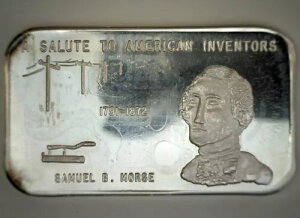 A SALUTE TO AMERICAN INVENTORS
1791-1872
SAMUEL B. MORSE